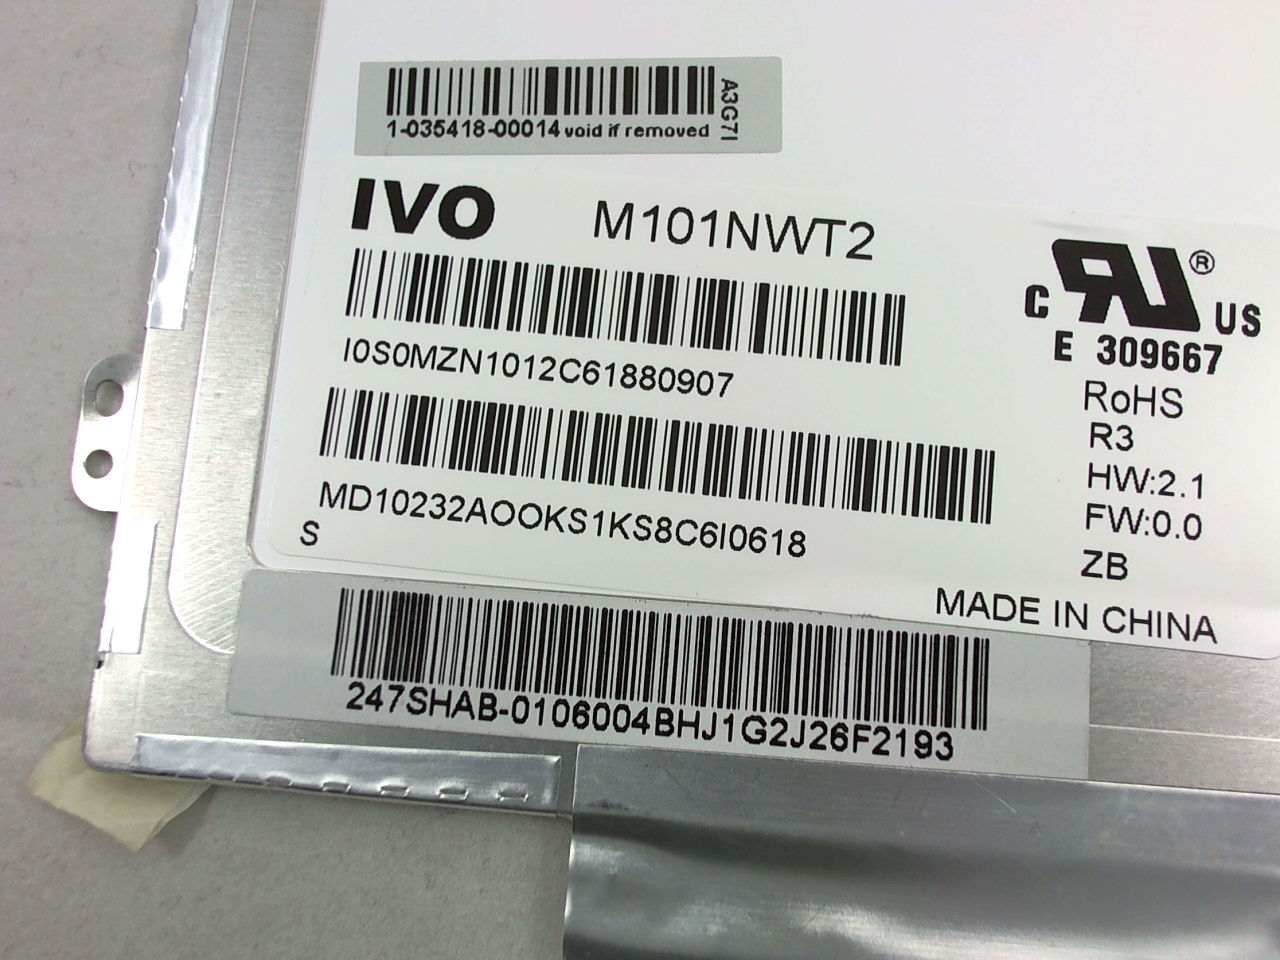 1-035418-00014 void if removed
A3G7I
IVO M101NWT2
I0S0MZN1012C61880907
MD10232AOOKS1KS8C6I0618
S
C RU ® US
E 309667
RoHS
R3
HW:2.1
FW:0.0
ZB
MADE IN CHINA
247SHAB-0106004BHJ1G2J26F2193